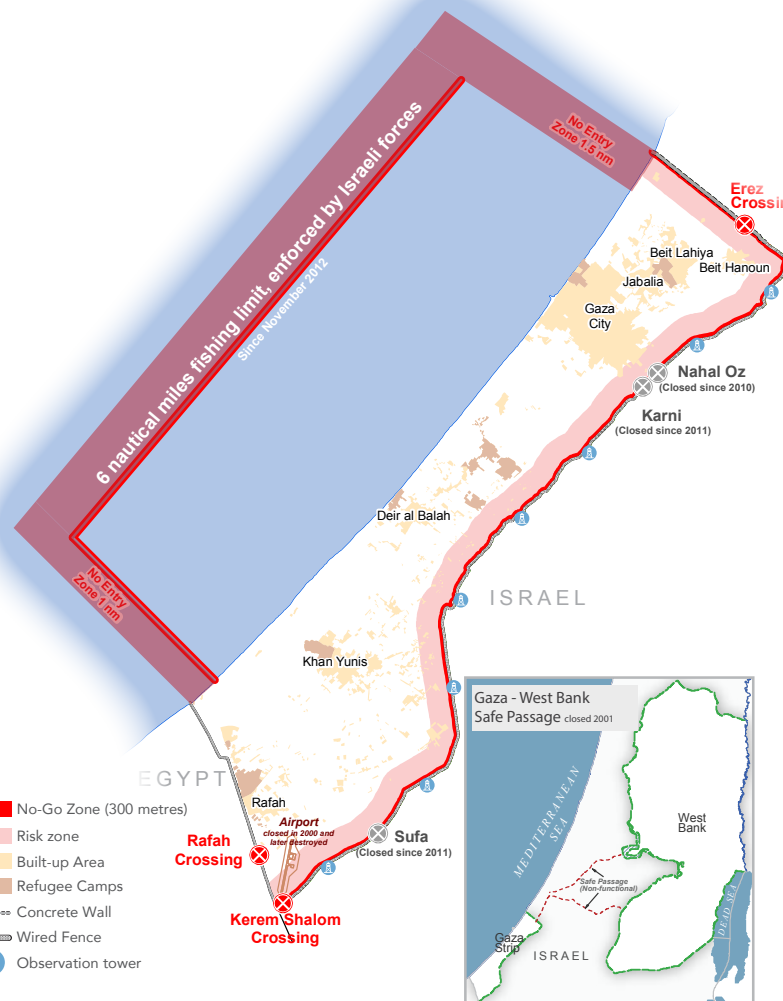 6 nautical miles fishing limit, enforced by Israeli forces
Since November 2012
No Entry
Zone 1.5 nm
Erez
Crossin
Beit Lahiya
Beit Hanoun
Jabalia
Gaza
City
Nahal Oz
(Closed since 2010)
Karni
(Closed since 2011)
Deir al Balah
No Entry
Zone 1 nm
ISRAEL
Khan Yunis
EGYPT
Rafah
Airport
closed in 2000 and
later destroyed
Sufa
(Closed since 2011)
Rafah
Crossing
Kerem Shalom
Crossing
No-Go Zone (300 metres)
Risk zone
Built-up Area
Refugee Camps
Concrete Wall
Wired Fence
Observation tower
Gaza - West Bank
Safe Passage closed 2001
MEDITERRANEAN
SEA
West
Bank
Safe Passage
(Non-functional)
DEAD SEA
Gaza
Strip
ISRAEL